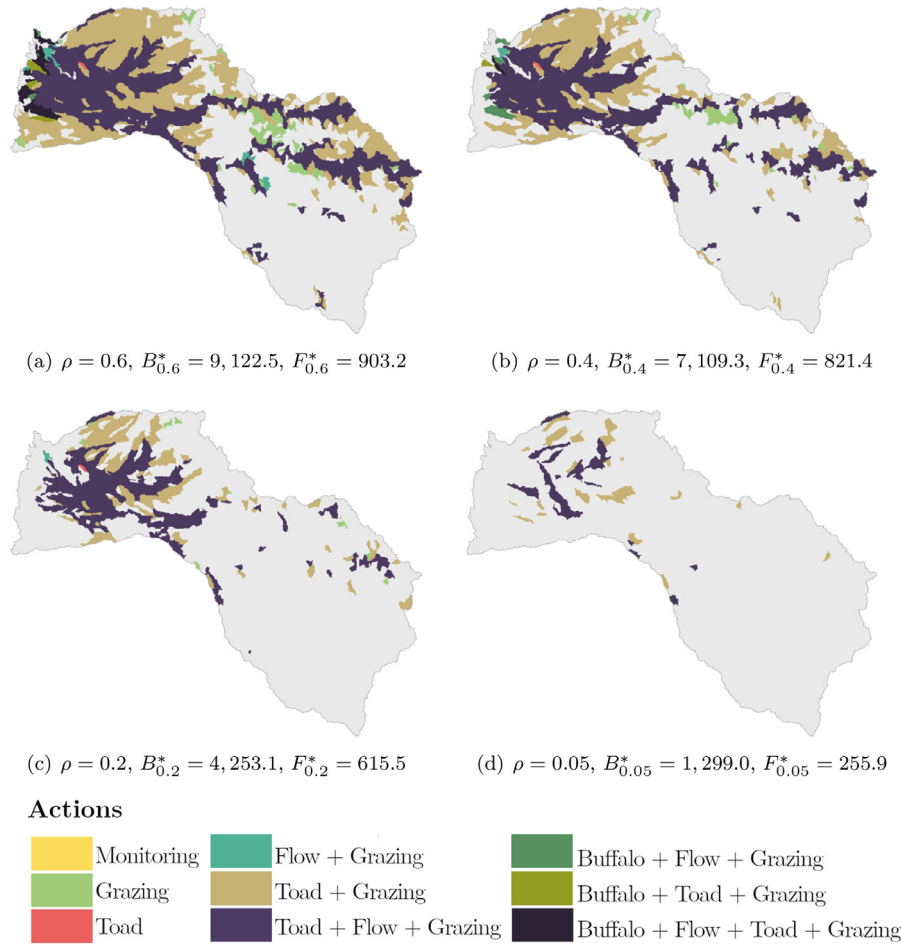 (a) ρ = 0.6, B*0.6 = 9, 122.5, F*0.6 = 903.2
(b) ρ = 0.4, B*0.4 = 7, 109.3, F*0.4 = 821.4
(c) ρ = 0.2, B*0.2 = 4, 253.1, F*0.2 = 615.5
(d) ρ = 0.05, B*0.05 = 1, 299.0, F*0.05 = 255.9
Actions
Monitoring
Grazing
Toad
Flow + Grazing
Toad + Grazing
Toad + Flow + Grazing
Buffalo + Flow + Grazing
Buffalo + Toad + Grazing
Buffalo + Flow + Toad + Grazing